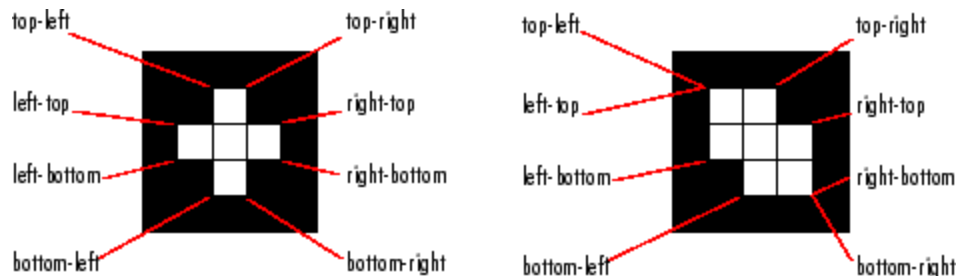 top-left
top-right
left-top
right-top
left-bottom
right-bottom
bottom-left
bottom-right
top-left
top-right
left-top
right-top
left-bottom
right-bottom
bottom-left
bottom-right